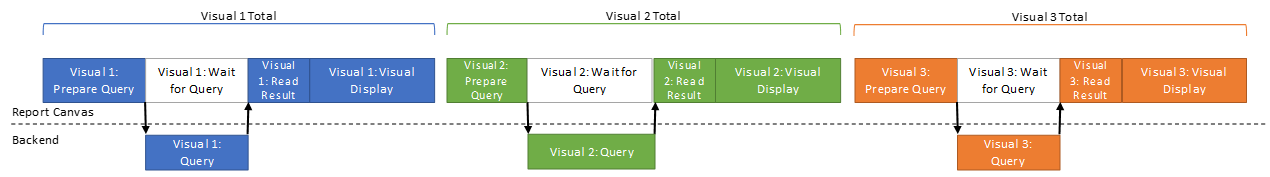 Visual 1 Total
Visual 2 Total
Visual 3 Total
Visual 1:
Prepare Query
Visual 1: Wait
for Query
Visual
1: Read
Result
Visual 1: Visual
Display
Visual 2:
Prepare
Query
Visual 2: Wait for
Query
Visual
2: Read
Result
Visual 2: Visual
Display
Visual 3:
Prepare Query
Visual 3: Wait
for Query
Visual
3: Read
Result
Visual 3: Visual
Display
Report Canvas
Backend
Visual 1:
Query
Visual 2: Query
Visual 3:
Query